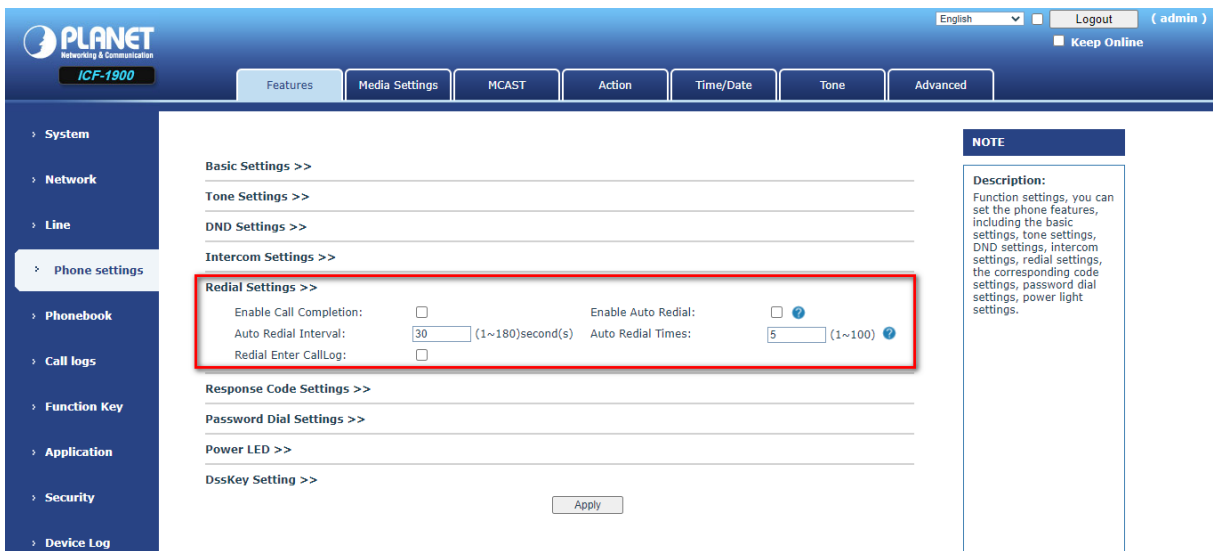 English
Logout
( admin )
Keep Online
PLANET
Networking & Communication
ICF-1900
Features
Media Settings
MCAST
Action
Time/Date
Tone
Advanced
› System
› Network
› Line
Phone settings
› Phonebook
› Call logs
› Function Key
› Application
› Security
› Device Log
Basic Settings >>
Tone Settings >>
DND Settings >>
Intercom Settings >>
Redial Settings >>
Enable Call Completion:
Enable Auto Redial:
?
Auto Redial Interval: 30 (1~180)second(s)
Auto Redial Times: 5 (1~100) ?
Redial Enter CallLog:
Response Code Settings >>
Password Dial Settings >>
Power LED >>
DssKey Setting >>
Apply
NOTE
Description:
Function settings, you can
set the phone features,
including the basic
settings, tone settings,
DND settings, intercom
settings, redial settings,
the corresponding code
settings, password dial
settings, power light
settings.